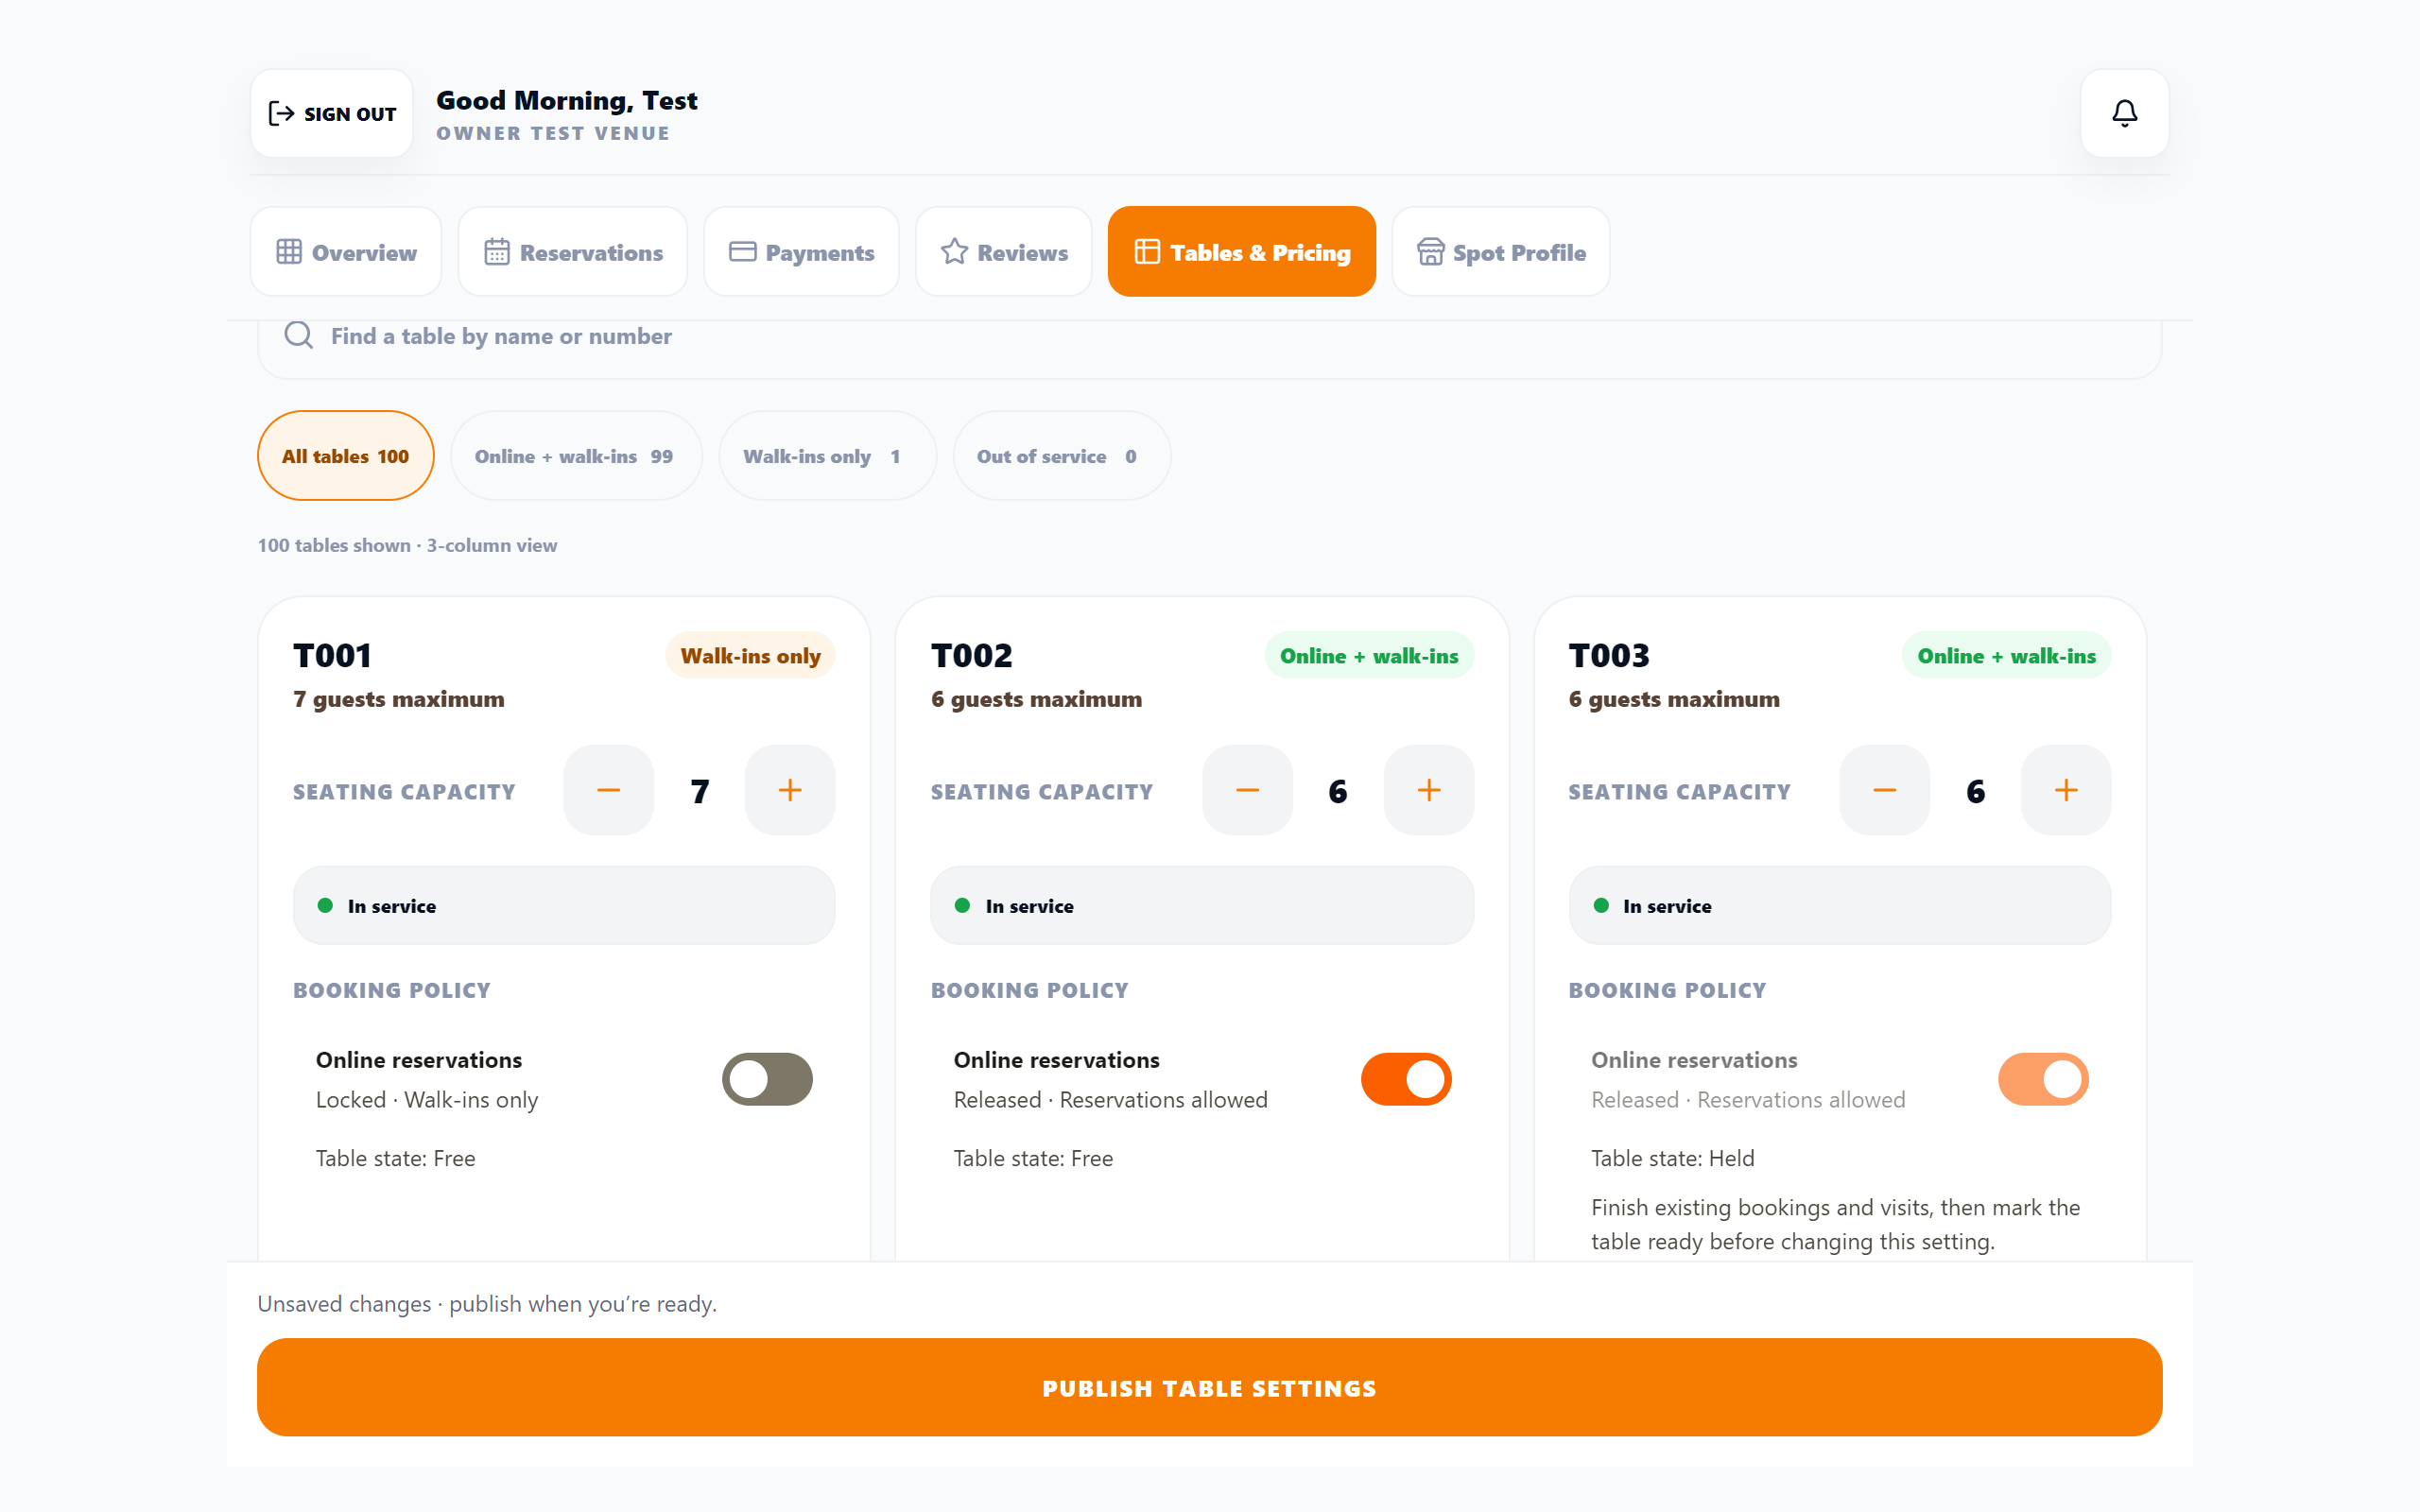 SIGN OUT
Good Morning, Test
OWNER TEST VENUE
Overview
Reservations
Payments
Reviews
Tables & Pricing
Spot Profile
Find a table by name or number
All tables 100
Online + walk-ins 99
Walk-ins only 1
Out of service 0
100 tables shown · 3-column view
T001
Walk-ins only
7 guests maximum
SEATING CAPACITY
− 7 +
In service
BOOKING POLICY
Online reservations
Locked · Walk-ins only
Table state: Free
T002
Online + walk-ins
6 guests maximum
SEATING CAPACITY
− 6 +
In service
BOOKING POLICY
Online reservations
Released · Reservations allowed
Table state: Free
T003
Online + walk-ins
6 guests maximum
SEATING CAPACITY
− 6 +
In service
BOOKING POLICY
Online reservations
Released · Reservations allowed
Table state: Held
Finish existing bookings and visits, then mark the
table ready before changing this setting.
Unsaved changes · publish when you’re ready.
PUBLISH TABLE SETTINGS